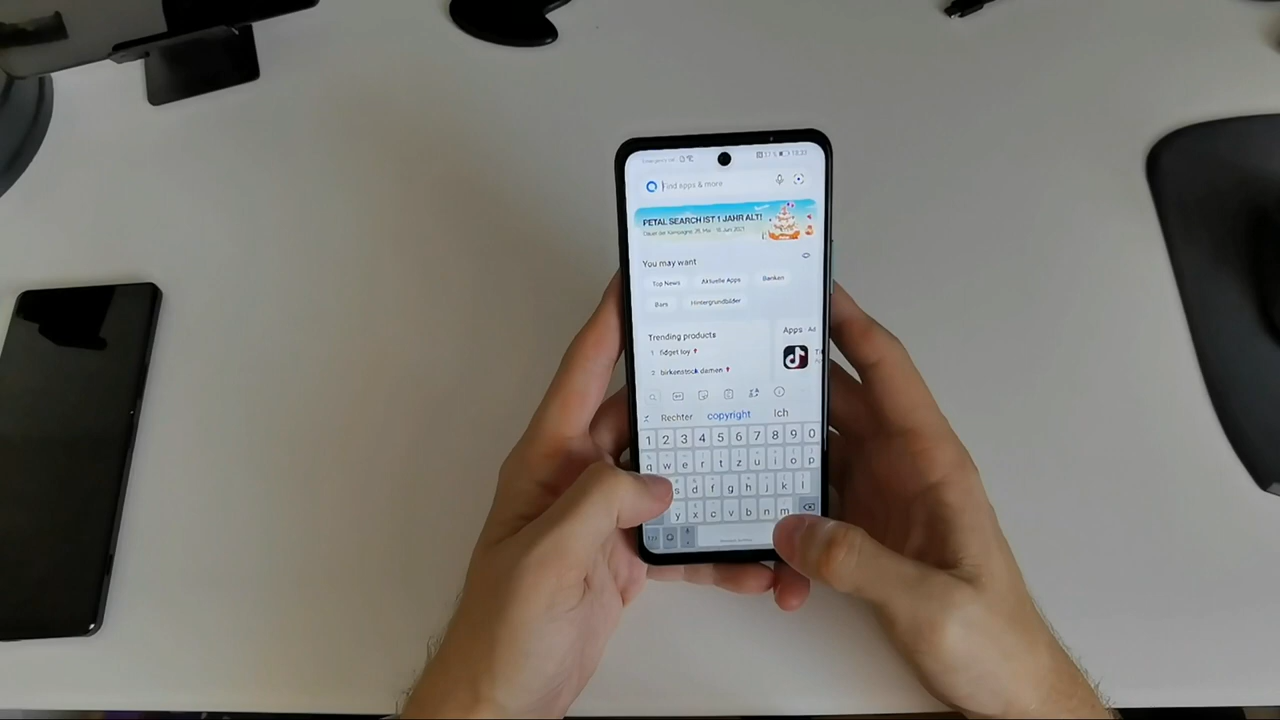 Emergency call
Find apps & more
PETAL SEARCH IST 1 JAHR ALT!
You may want
Top News Aktuelle Apps Banken
Bars Hintergrundbilder
Trending products
1 fidget toy
2 birkenstock damen
Apps Ad
Rechter copyright Ich
1 2 3 4 5 6 7 8 9 0
q w e r t z u i o p
s d f g h j k l
y x c v b n m